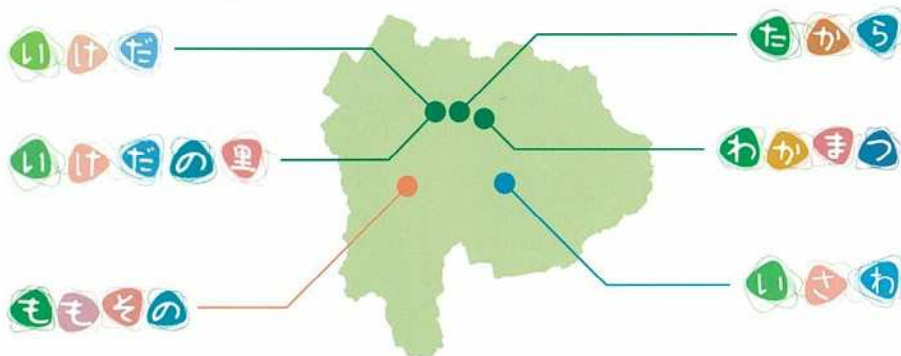 いけだ
たから
いけだの里
わかまつ
ももその
いさわ